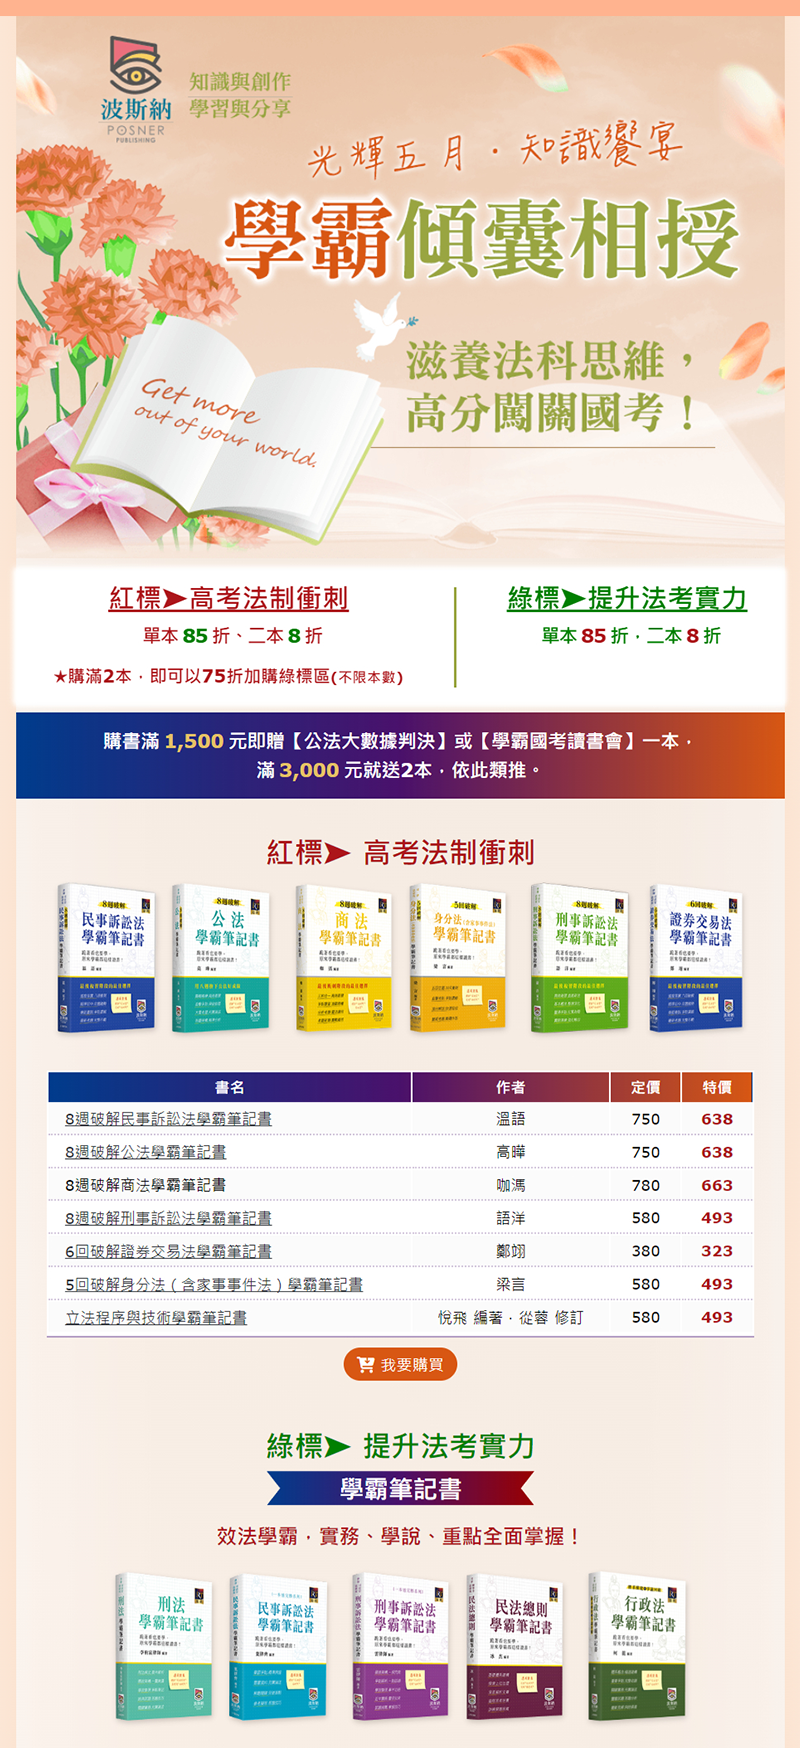 波斯納
POSNER
PUBLISHING
知識與創作
學習與分享
光輝五月・知識饗宴
學霸傾囊相授
滋養法科思維，
高分闖關國考！
Get more
out of your world.
紅標➤高考法制衝刺
單本 85 折、二本 8 折
★購滿2本，即可以75折加購綠標區(不限本數)
綠標➤提升法考實力
單本 85 折，二本 8 折
購書滿 1,500 元即贈【公法大數據判決】或【學霸國考讀書會】一本，
滿 3,000 元就送2本，依此類推。
紅標➤ 高考法制衝刺
8週破解
民事訴訟法
學霸筆記書
8週破解
公法
學霸筆記書
8週破解
商法
學霸筆記書
5回破解
身分法(含家事事件法)
學霸筆記書
8週破解
刑事訴訟法
學霸筆記書
6回破解
證券交易法
學霸筆記書
書名 作者 定價 特價
8週破解民事訴訟法學霸筆記書 溫語 750 638
8週破解公法學霸筆記書 高曄 750 638
8週破解商法學霸筆記書 咖馮 780 663
8週破解刑事訴訟法學霸筆記書 語洋 580 493
6回破解證券交易法學霸筆記書 鄭翊 380 323
5回破解身分法（含家事事件法）學霸筆記書 梁言 580 493
立法程序與技術學霸筆記書 悅飛 編著，從蓉 修訂 580 493
我要購買
綠標➤ 提升法考實力
學霸筆記書
效法學霸，實務、學說、重點全面掌握！
刑法
學霸筆記書
民事訴訟法
學霸筆記書
刑事訴訟法
學霸筆記書
民法總則
學霸筆記書
行政法
學霸筆記書